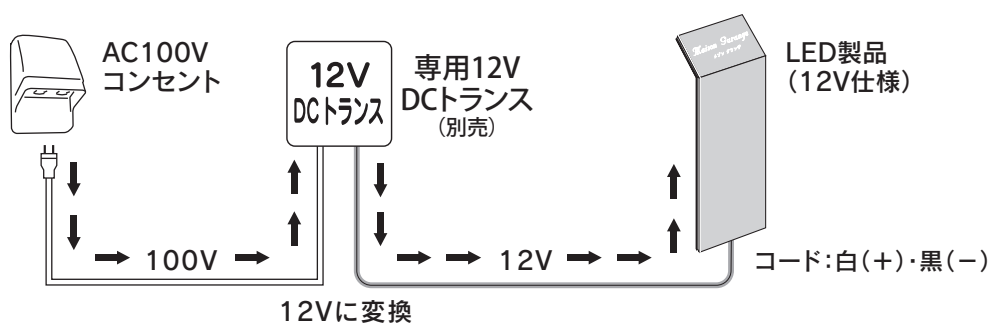 AC100V
コンセント
12V
DCトランス
専用12V
DCトランス
(別売)
LED製品
(12V仕様)
100V
12V
コード:白(+)・黒(−)
12Vに変換